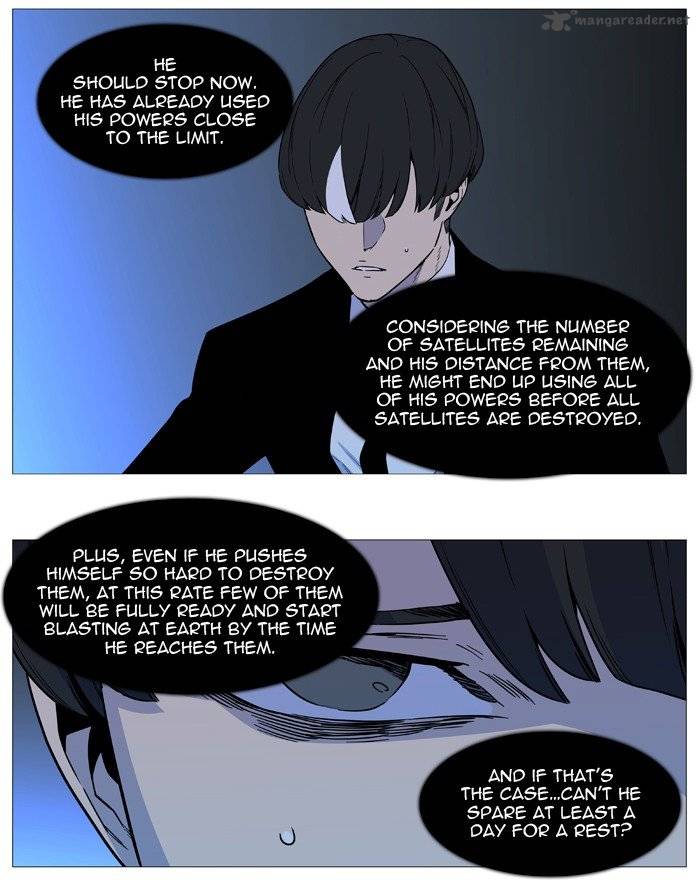 mangareader.net
HE
SHOULD STOP NOW.
HE HAS ALREADY USED
HIS POWERS CLOSE
TO THE LIMIT.
CONSIDERING THE NUMBER
OF SATELLITES REMAINING
AND HIS DISTANCE FROM THEM,
HE MIGHT END UP USING ALL
OF HIS POWERS BEFORE ALL
SATELLITES ARE DESTROYED.
PLUS, EVEN IF HE PUSHES
HIMSELF SO HARD TO DESTROY
THEM, AT THIS RATE FEW OF THEM
WILL BE FULLY READY AND START
BLASTING AT EARTH BY THE TIME
HE REACHES THEM.
AND IF THAT'S
THE CASE...CAN'T HE
SPARE AT LEAST A
DAY FOR A REST?